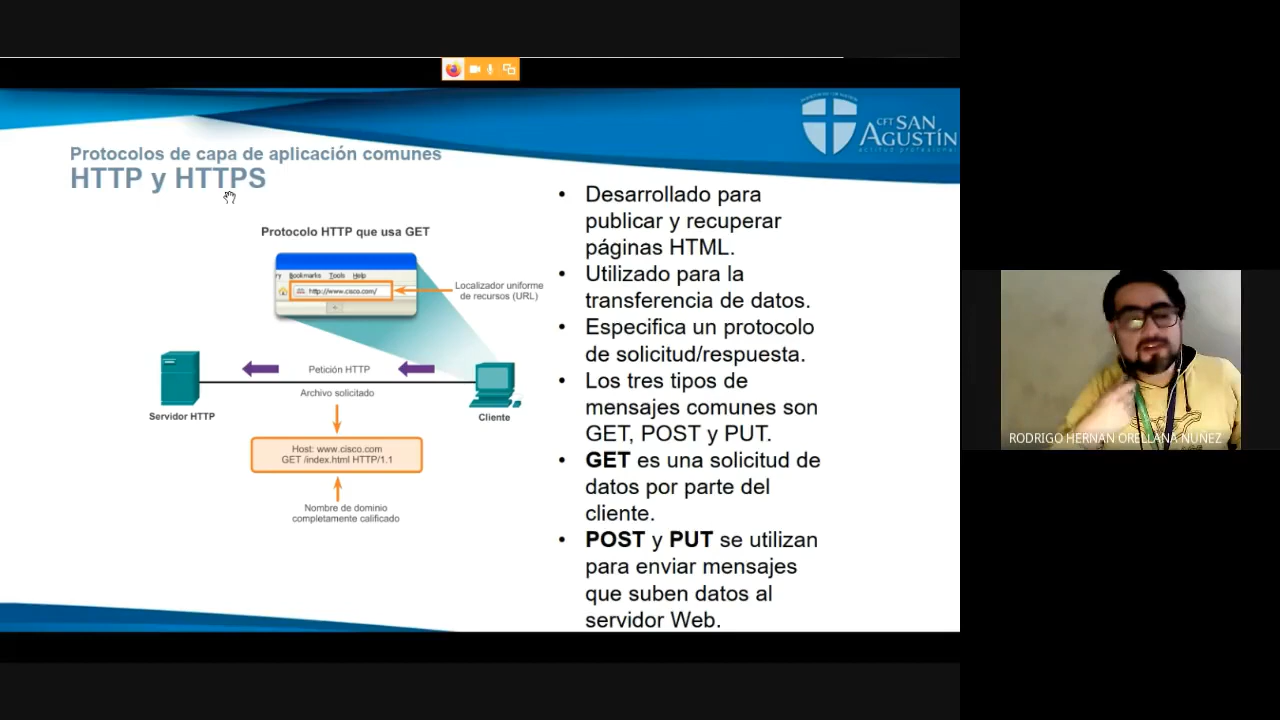 CFT SAN
AGUSTÍN
Protocolos de capa de aplicación comunes
HTTP y HTTPS
Protocolo HTTP que usa GET
Bookmarks Tools Help
http://www.cisco.com/
Localizador uniforme
de recursos (URL)
Petición HTTP
Archivo solicitado
Servidor HTTP
Cliente
Host: www.cisco.com
GET /index.html HTTP/1.1
Nombre de dominio
completamente calificado
• Desarrollado para
publicar y recuperar
páginas HTML.
• Utilizado para la
transferencia de datos.
• Especifica un protocolo
de solicitud/respuesta.
• Los tres tipos de
mensajes comunes son
GET, POST y PUT.
• GET es una solicitud de
datos por parte del
cliente.
• POST y PUT se utilizan
para enviar mensajes
que suben datos al
servidor Web.
RODRIGO HERNAN ORELLANA NUNEZ